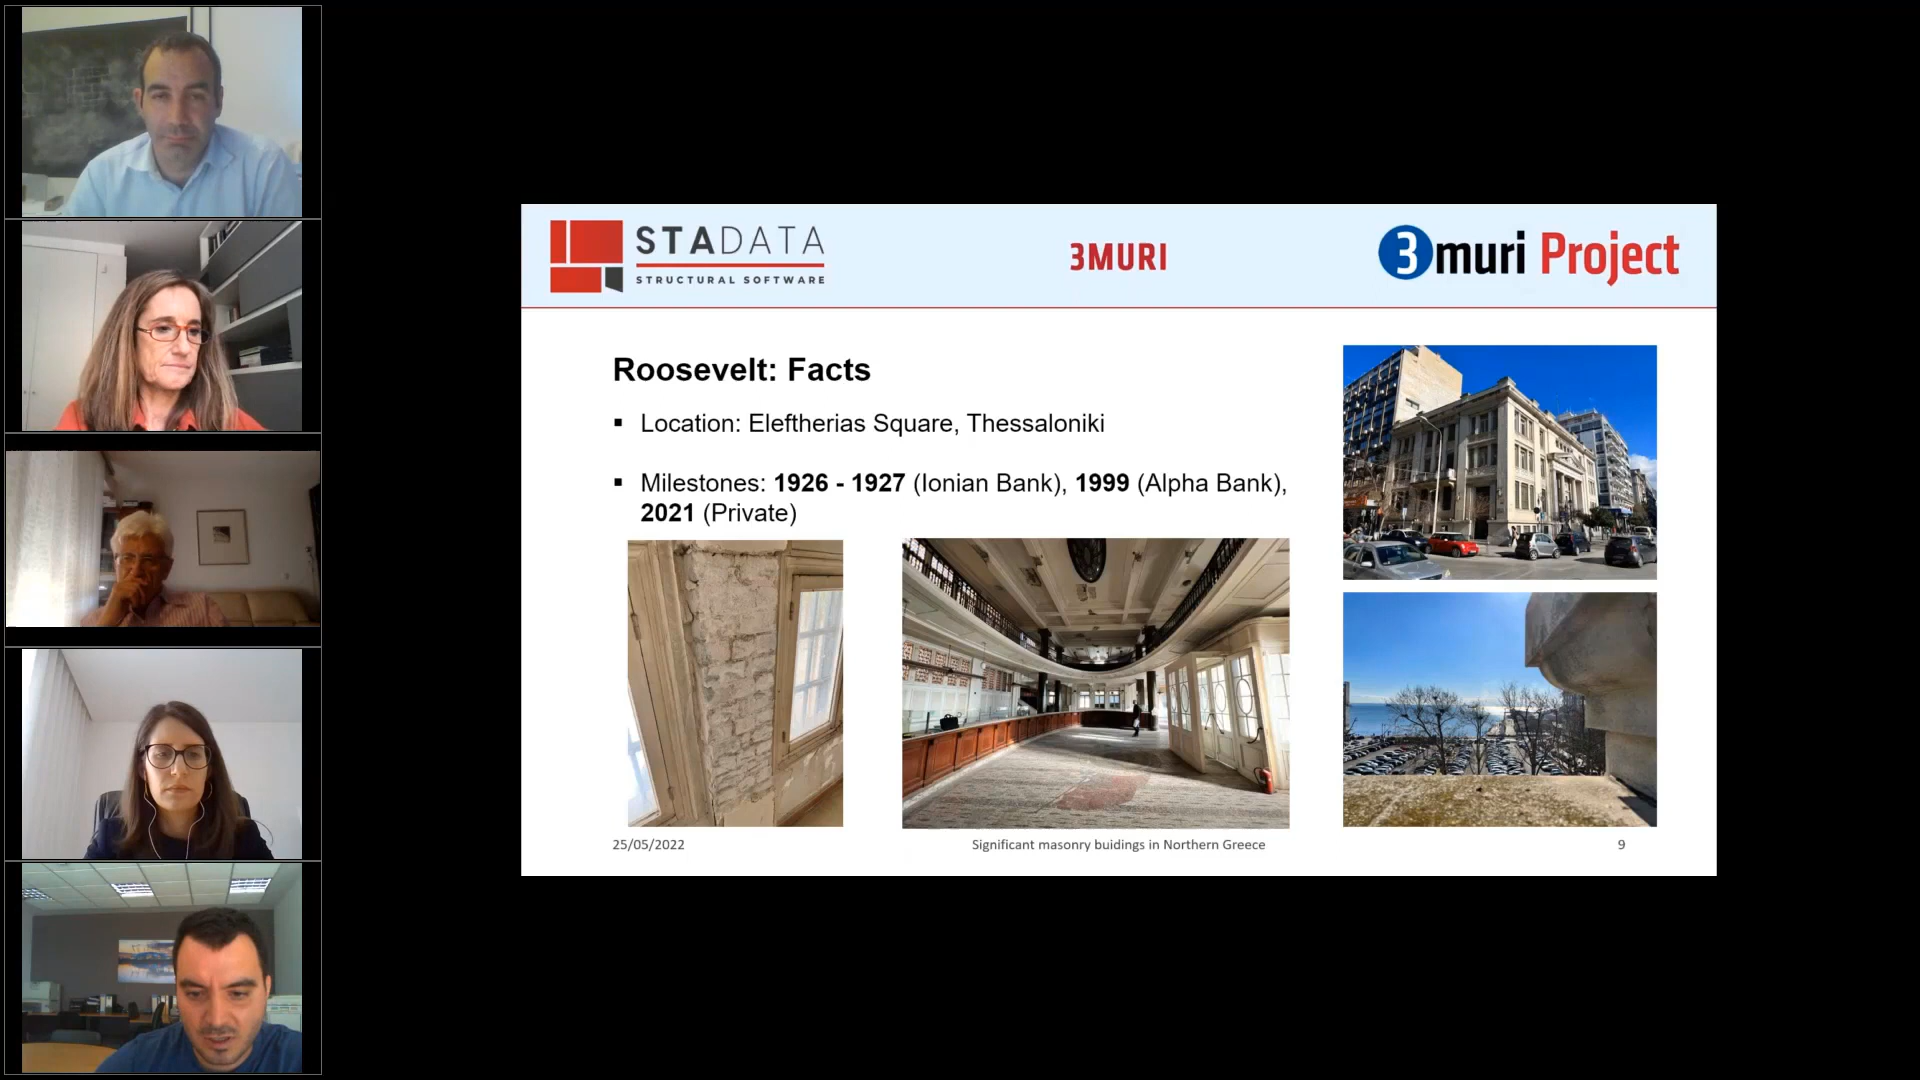 STADATA
STRUCTURAL SOFTWARE
3MURI
3muri Project
Roosevelt: Facts
▪ Location: Eleftherias Square, Thessaloniki
▪ Milestones: 1926 - 1927 (Ionian Bank), 1999 (Alpha Bank),
2021 (Private)
25/05/2022
Significant masonry buidings in Northern Greece
9